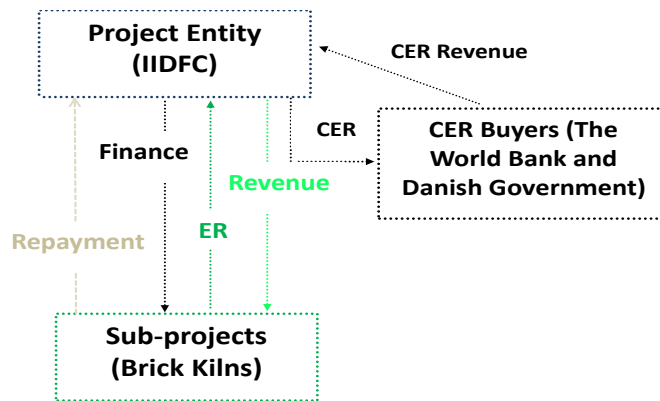 Project Entity
(IIDFC)
CER Revenue
CER
CER Buyers (The
World Bank and
Danish Government)
Finance
Revenue
ER
Repayment
Sub-projects
(Brick Kilns)